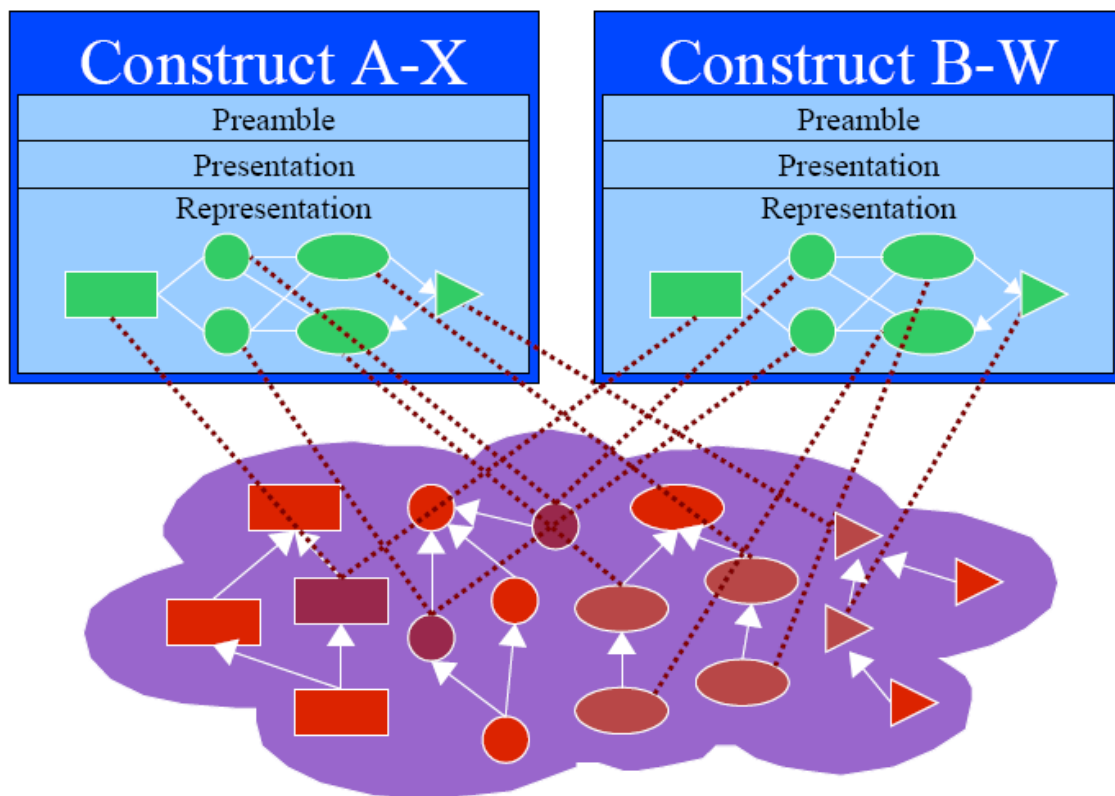 Construct A-X
Preamble
Presentation
Representation
Construct B-W
Preamble
Presentation
Representation